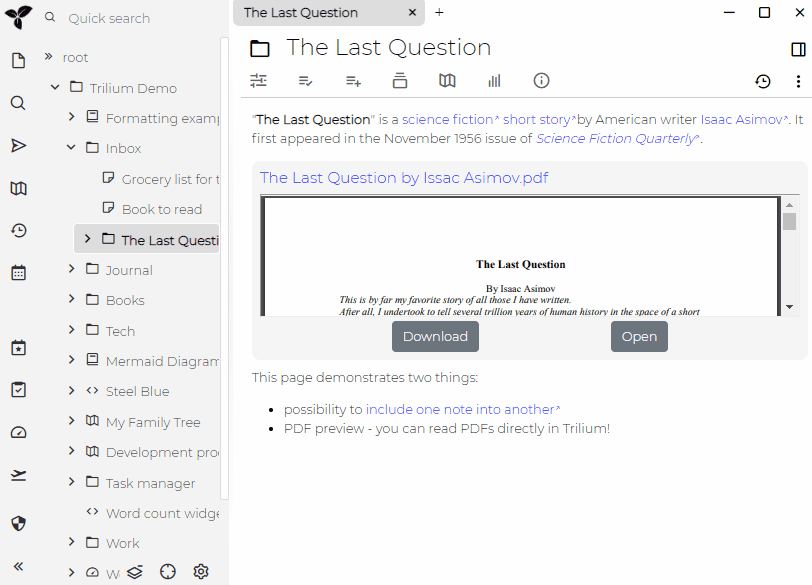 Quick search
root
Trilium Demo
Formatting examp
Inbox
Grocery list for t
Book to read
The Last Questi
Journal
Books
Tech
Mermaid Diagram
Steel Blue
My Family Tree
Development pro
Task manager
Word count widge
Work
The Last Question
The Last Question
"The Last Question" is a science fiction short story by American writer Isaac Asimov. It
first appeared in the November 1956 issue of Science Fiction Quarterly.
The Last Question by Issac Asimov.pdf
The Last Question
By Isaac Asimov
This is by far my favorite story of all those I have written.
After all, I undertook to tell several trillion years of human history in the space of a short
Download Open
This page demonstrates two things:
possibility to include one note into another
PDF preview - you can read PDFs directly in Trilium!